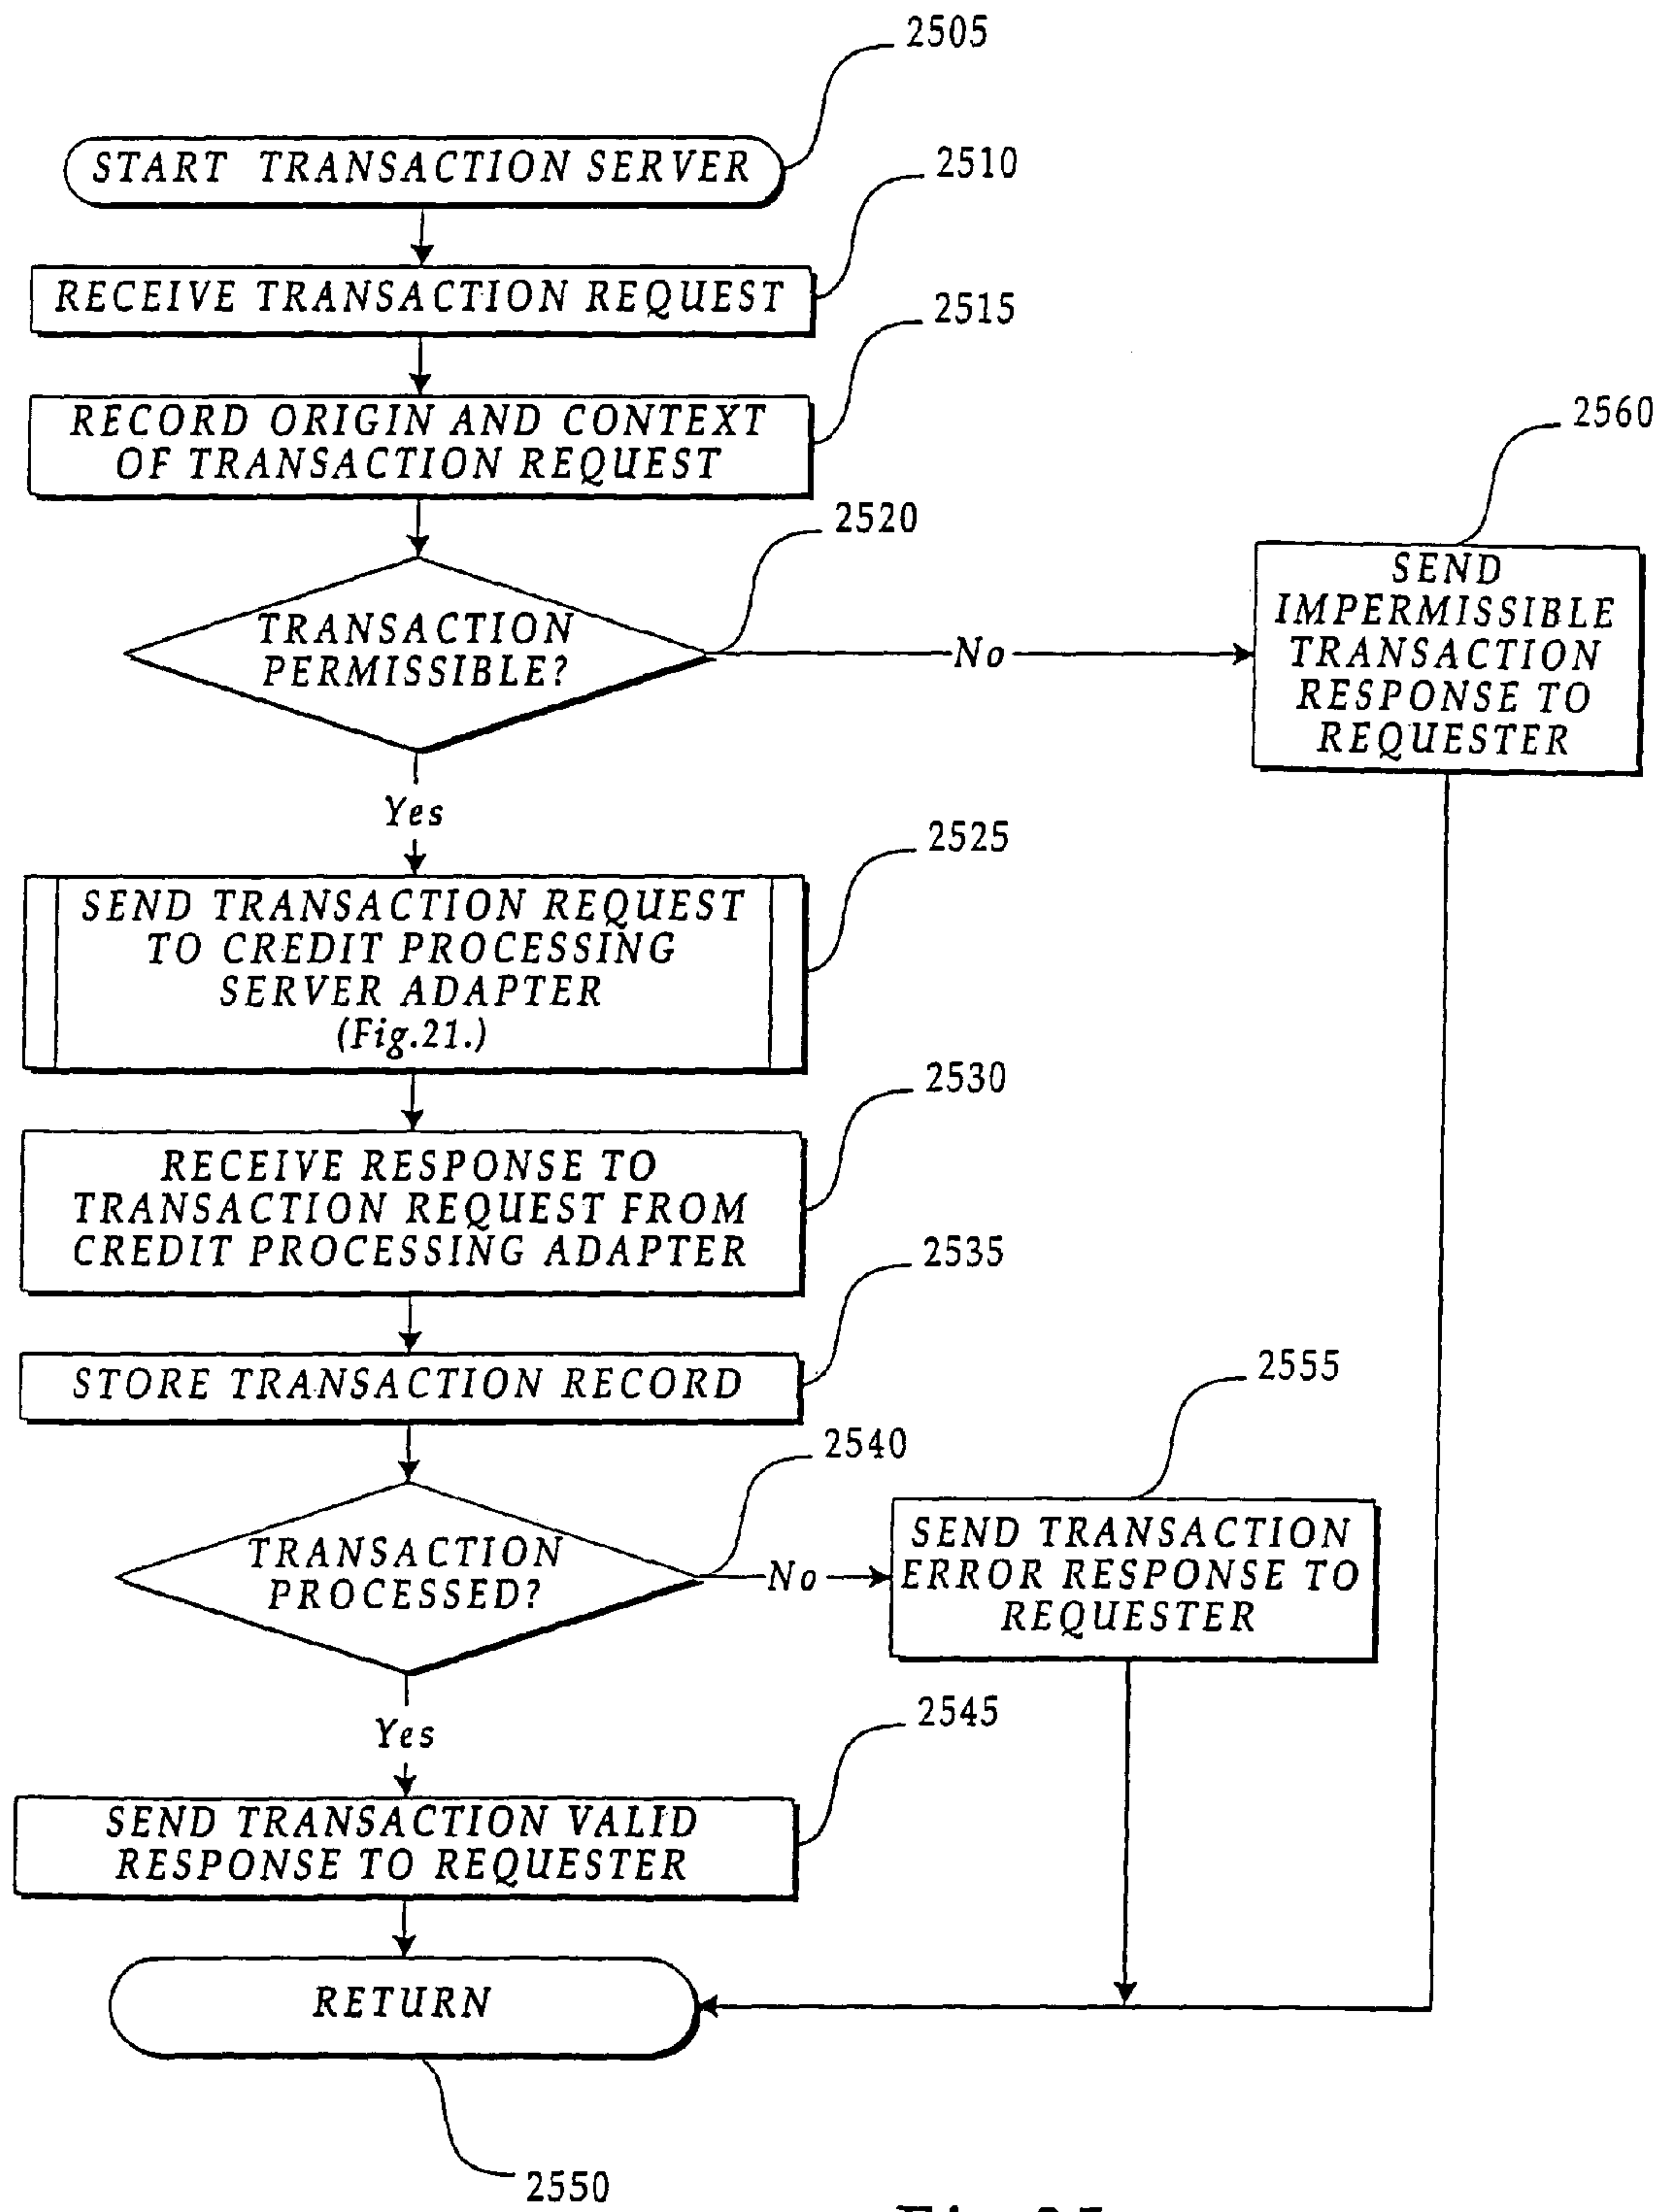 2505
START TRANSACTION SERVER
2510
RECEIVE TRANSACTION REQUEST
2515
RECORD ORIGIN AND CONTEXT
OF TRANSACTION REQUEST
2520
TRANSACTION
PERMISSIBLE?
No
2560
SEND
IMPERMISSIBLE
TRANSACTION
RESPONSE TO
REQUESTER
Yes
2525
SEND TRANSACTION REQUEST
TO CREDIT PROCESSING
SERVER ADAPTER
(Fig.21.)
2530
RECEIVE RESPONSE TO
TRANSACTION REQUEST FROM
CREDIT PROCESSING ADAPTER
2535
STORE TRANSACTION RECORD
2540
TRANSACTION
PROCESSED?
No
2555
SEND TRANSACTION
ERROR RESPONSE TO
REQUESTER
Yes
2545
SEND TRANSACTION VALID
RESPONSE TO REQUESTER
RETURN
2550